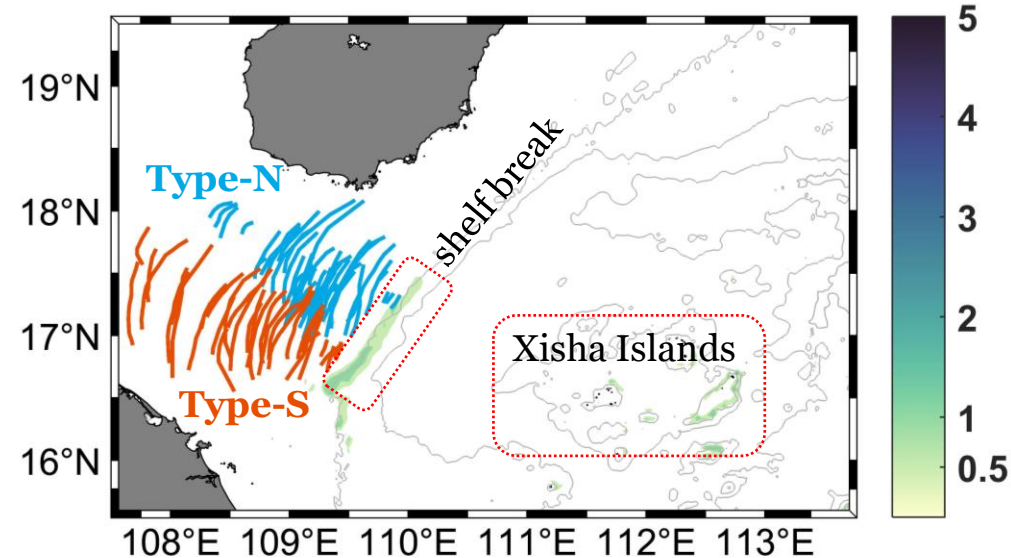 19°N
18°N
17°N
16°N
Type-N
Type-S
shelf break
Xisha Islands
108°E 109°E 110°E 111°E 112°E 113°E
5
4
3
2
1
0.5